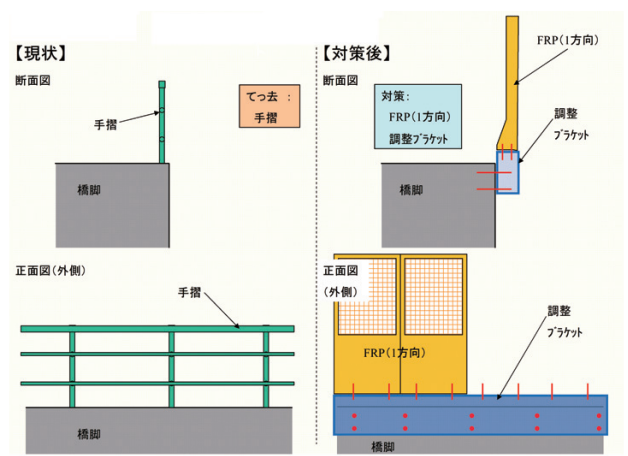 【現状】
断面図
手摺
てっ去 :
手摺
橋脚
正面図(外側)
手摺
橋脚
【対策後】
断面図
FRP(1方向)
対策:
FRP(1方向)
調整ブラケット
調整
ブラケット
橋脚
正面図
(外側)
調整
ブラケット
FRP(1方向)
橋脚